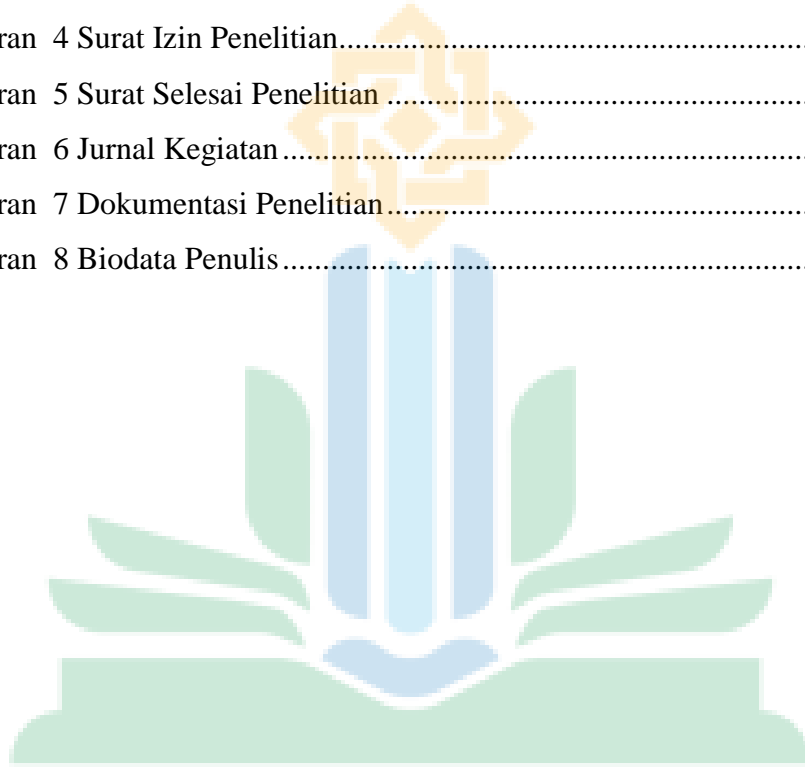 ran 4 Surat Izin Penelitian..........................................................
ran 5 Surat Selesai Penelitian .....................................................
ran 6 Jurnal Kegiatan.................................................................
ran 7 Dokumentasi Penelitian.....................................................
ran 8 Biodata Penulis.................................................................